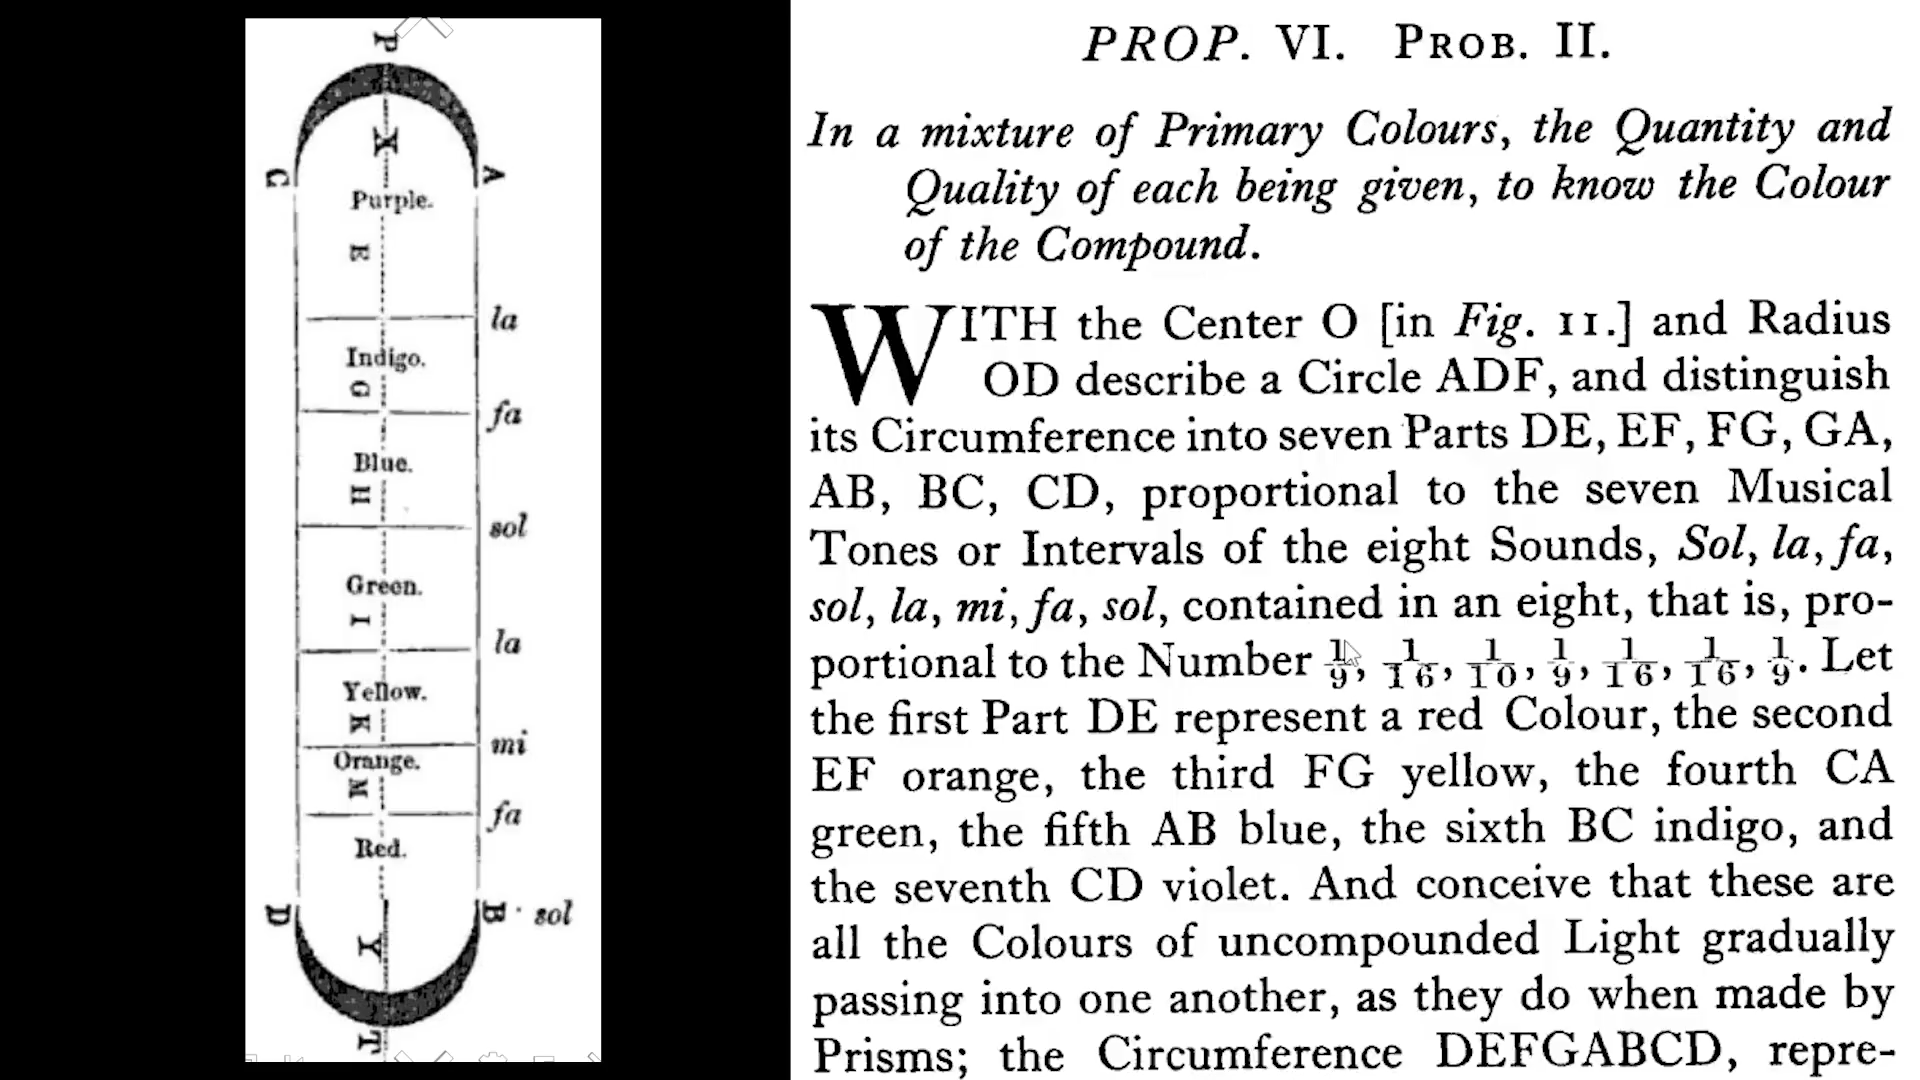 P
X
C
A
Purple.
E
la
Indigo.
G
fa
Blue.
H
sol
Green.
I
la
Yellow.
K
mi
Orange.
M
fa
Red.
D
B · sol
Y
T
PROP. VI. PROB. II.
In a mixture of Primary Colours, the Quantity and
Quality of each being given, to know the Colour
of the Compound.
WITH the Center O [in Fig. 11.] and Radius
OD describe a Circle ADF, and distinguish
its Circumference into seven Parts DE, EF, FG, GA,
AB, BC, CD, proportional to the seven Musical
Tones or Intervals of the eight Sounds, Sol, la, fa,
sol, la, mi, fa, sol, contained in an eight, that is, pro-
portional to the Number 1/9, 1/16, 1/10, 1/9, 1/16, 1/16, 1/9. Let
the first Part DE represent a red Colour, the second
EF orange, the third FG yellow, the fourth CA
green, the fifth AB blue, the sixth BC indigo, and
the seventh CD violet. And conceive that these are
all the Colours of uncompounded Light gradually
passing into one another, as they do when made by
Prisms; the Circumference DEFGABCD, repre-